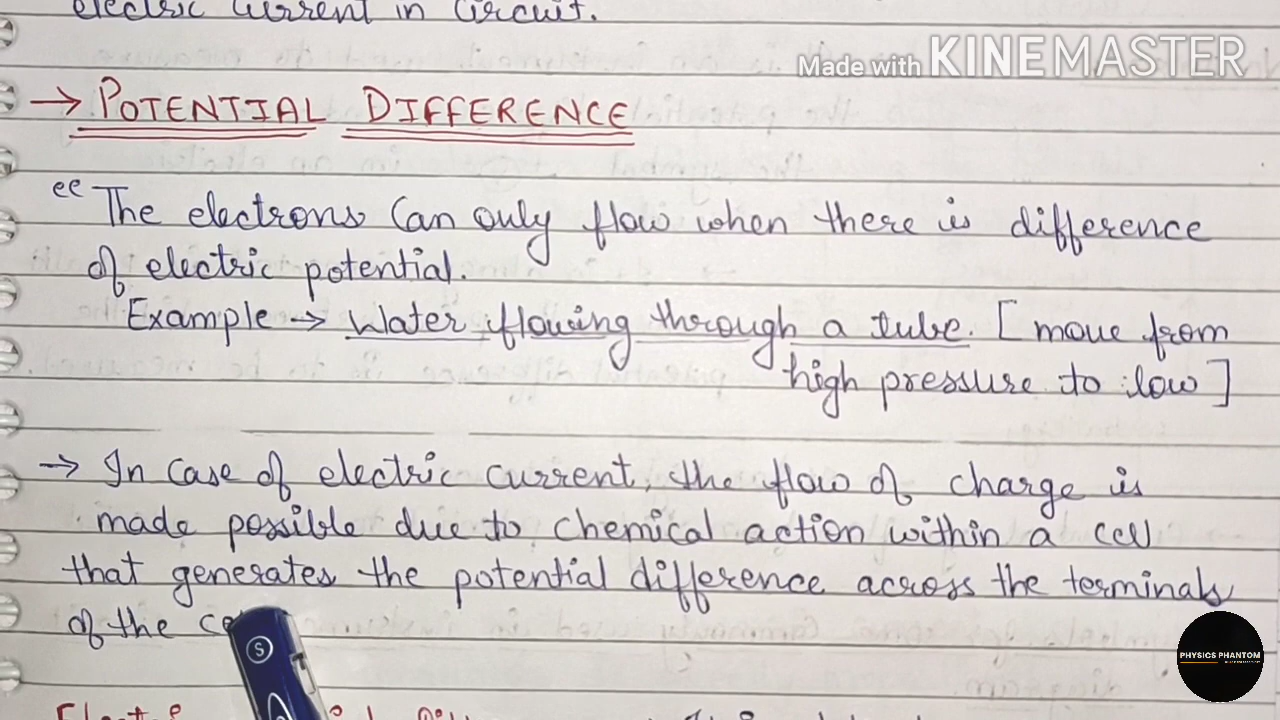 electric current in circuit.
Made with KINEMASTER
→ POTENTIAL DIFFERENCE
“ The electrons can only flow when there is difference
of electric potential.
Example → Water flowing through a tube. [ move from
high pressure to low ]
→ In case of electric current, the flow of charge is
made possible due to chemical action within a cell
that generates the potential difference across the terminals
of the
PHYSICS PHANTOM